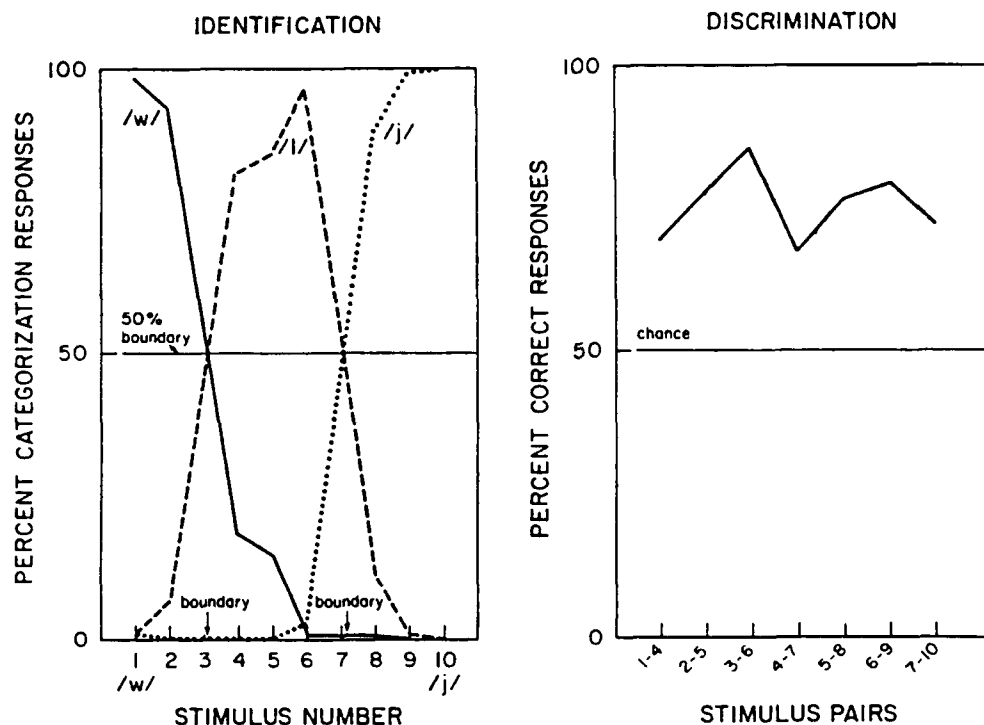 IDENTIFICATION
PERCENT CATEGORIZATION RESPONSES
100
50
0
/w/
/l/
/j/
50%
boundary
boundary
boundary
1 2 3 4 5 6 7 8 9 10
/w/ /j/
STIMULUS NUMBER
DISCRIMINATION
PERCENT CORRECT RESPONSES
100
50
0
chance
1-4 2-5 3-6 4-7 5-8 6-9 7-10
STIMULUS PAIRS